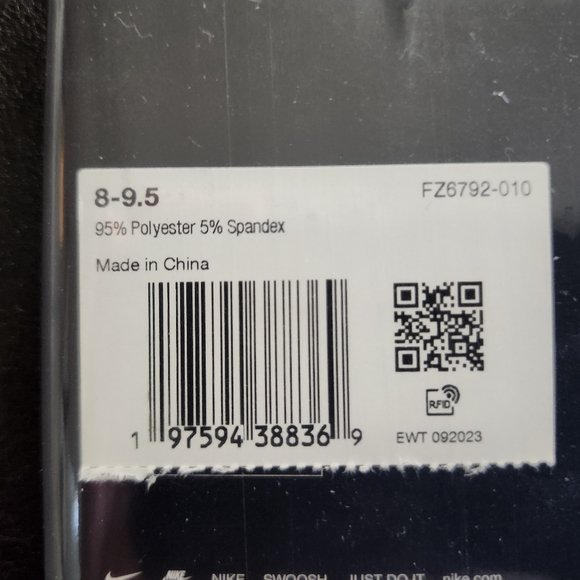 8-9.5
FZ6792-010
95% Polyester 5% Spandex
Made in China
RFID
1 97594 38836 9
EWT 092023
NIKE NIKE SWOOSH JUST DO IT nike.com